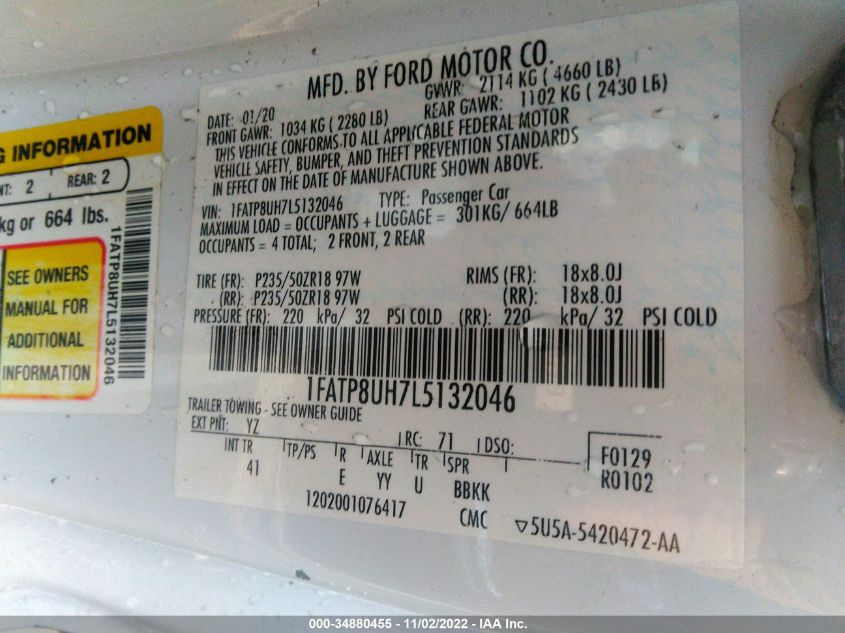 G INFORMATION
NT: 2 REAR: 2
kg or 664 lbs.
SEE OWNERS
MANUAL FOR
ADDITIONAL
INFORMATION
1FATP8UH7L5132046
MFD. BY FORD MOTOR CO.
DATE: 01/20 GVWR: 2114 KG ( 4660 LB)
FRONT GAWR: 1034 KG ( 2280 LB) REAR GAWR: 1102 KG ( 2430 LB)
THIS VEHICLE CONFORMS TO ALL APPLICABLE FEDERAL MOTOR
VEHICLE SAFETY, BUMPER, AND THEFT PREVENTION STANDARDS
IN EFFECT ON THE DATE OF MANUFACTURE SHOWN ABOVE.
VIN: 1FATP8UH7L5132046 TYPE: Passenger Car
MAXIMUM LOAD = OCCUPANTS + LUGGAGE = 301KG/ 664LB
OCCUPANTS = 4 TOTAL; 2 FRONT, 2 REAR
TIRE (FR): P235/50ZR18 97W RIMS (FR): 18x8.0J
(RR): P235/50ZR18 97W (RR): 18x8.0J
PRESSURE (FR): 220 kPa/ 32 PSI COLD (RR): 220 kPa/ 32 PSI COLD
1FATP8UH7L5132046
TRAILER TOWING - SEE OWNER GUIDE
EXT PNT: YZ RC: 71 DSO:
INT TR TP/PS R AXLE TR SPR
41 E YY U BBKK
F0129
R0102
1202001076417 CMC ▽5U5A-5420472-AA
000-34880455 - 11/02/2022 - IAA Inc.